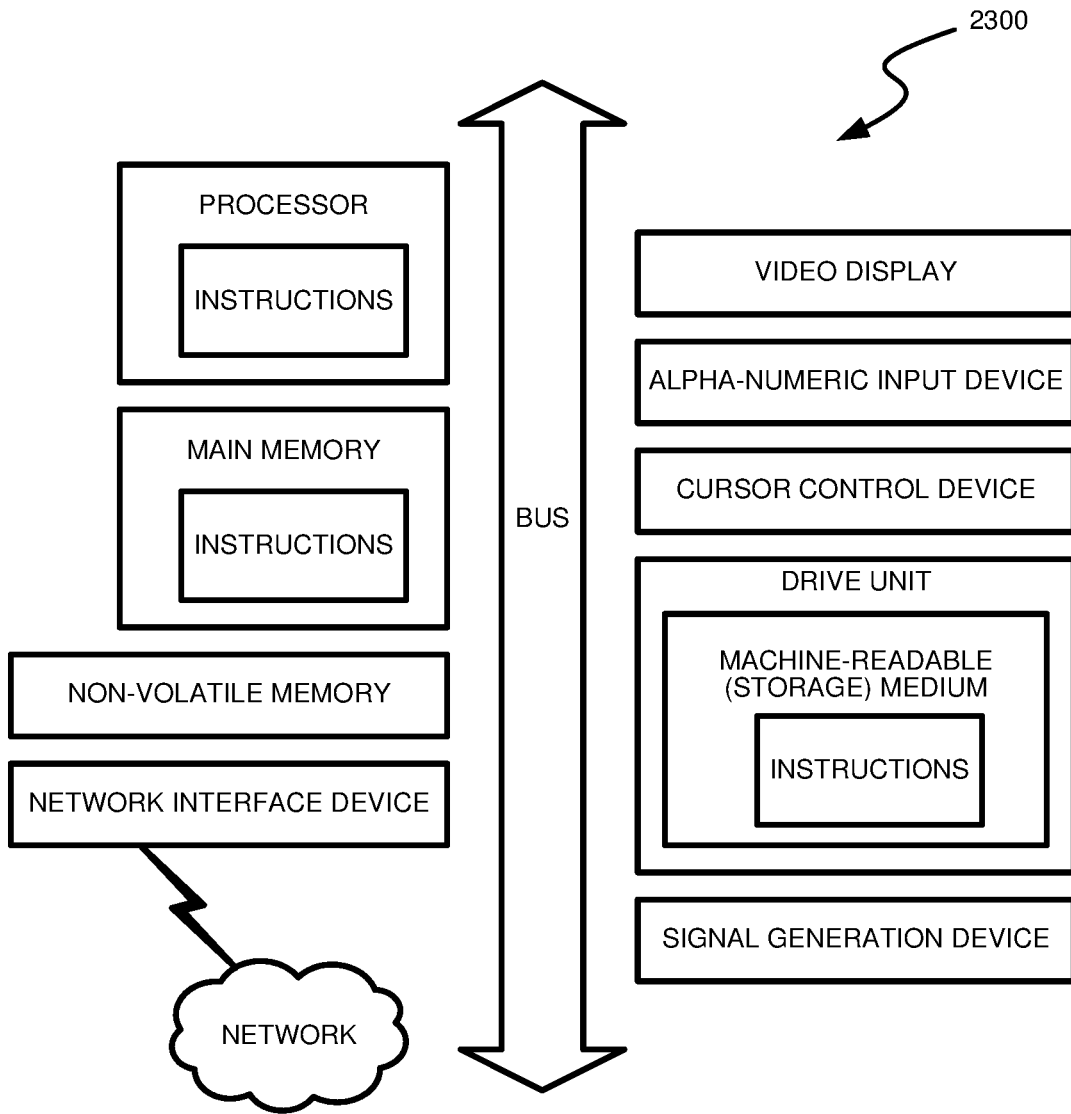 2300
PROCESSOR
INSTRUCTIONS
MAIN MEMORY
INSTRUCTIONS
NON-VOLATILE MEMORY
NETWORK INTERFACE DEVICE
NETWORK
BUS
VIDEO DISPLAY
ALPHA-NUMERIC INPUT DEVICE
CURSOR CONTROL DEVICE
DRIVE UNIT
MACHINE-READABLE
(STORAGE) MEDIUM
INSTRUCTIONS
SIGNAL GENERATION DEVICE